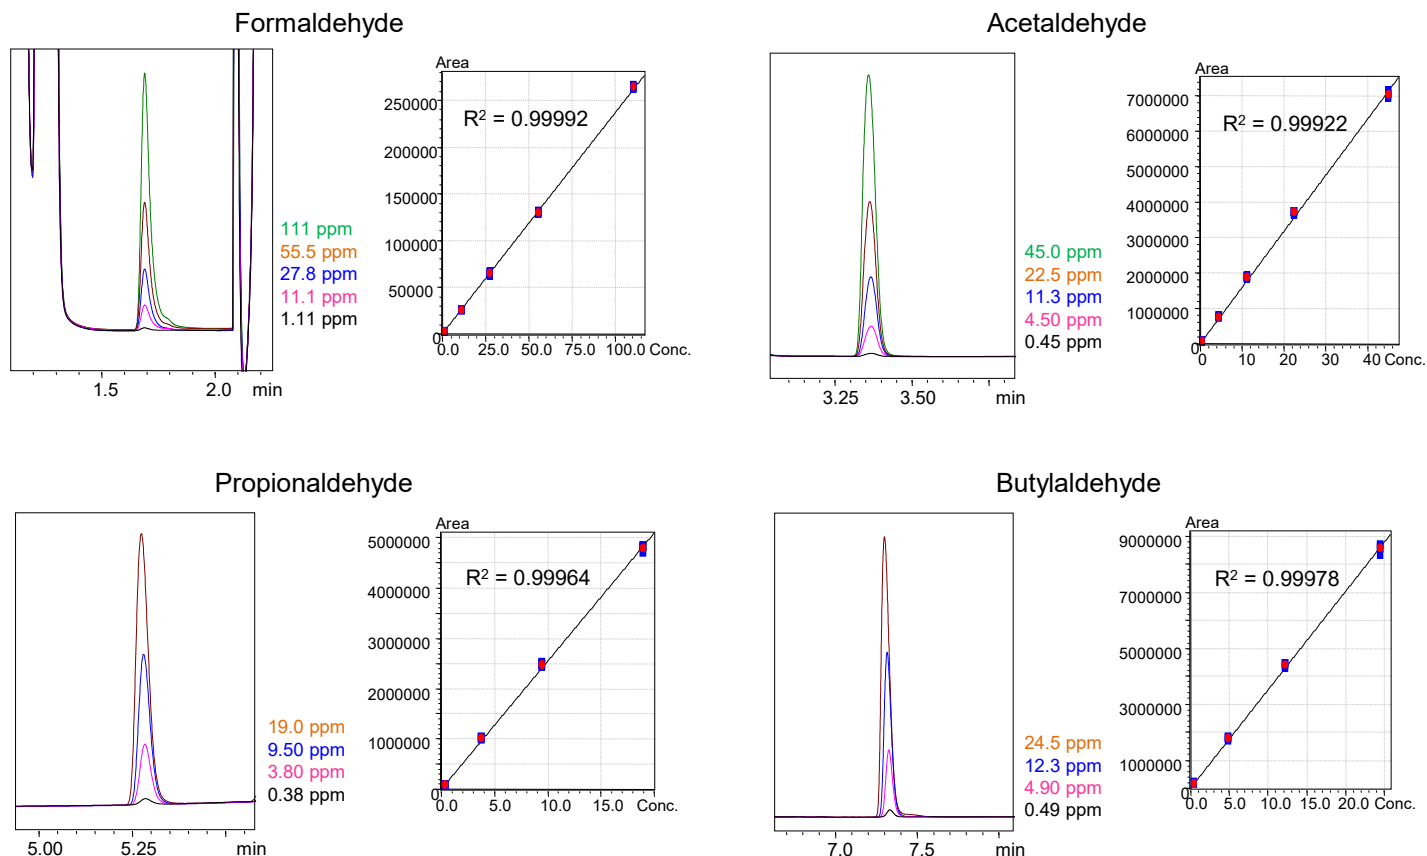 Formaldehyde
Area
250000
200000
150000
100000
50000
0
R² = 0.99992
0.0 25.0 50.0 75.0 100.0 Conc.
111 ppm
55.5 ppm
27.8 ppm
11.1 ppm
1.11 ppm
1.5 2.0 min
Acetaldehyde
Area
7000000
6000000
5000000
4000000
3000000
2000000
1000000
0
R² = 0.99922
0 10 20 30 40 Conc.
45.0 ppm
22.5 ppm
11.3 ppm
4.50 ppm
0.45 ppm
3.25 3.50 min
Propionaldehyde
Area
5000000
4000000
3000000
2000000
1000000
0
R² = 0.99964
0.0 5.0 10.0 15.0 Conc.
19.0 ppm
9.50 ppm
3.80 ppm
0.38 ppm
5.00 5.25 min
Butylaldehyde
Area
9000000
7000000
5000000
3000000
1000000
0
R² = 0.99978
0.0 5.0 10.0 15.0 20.0 Conc.
24.5 ppm
12.3 ppm
4.90 ppm
0.49 ppm
7.0 7.5 min